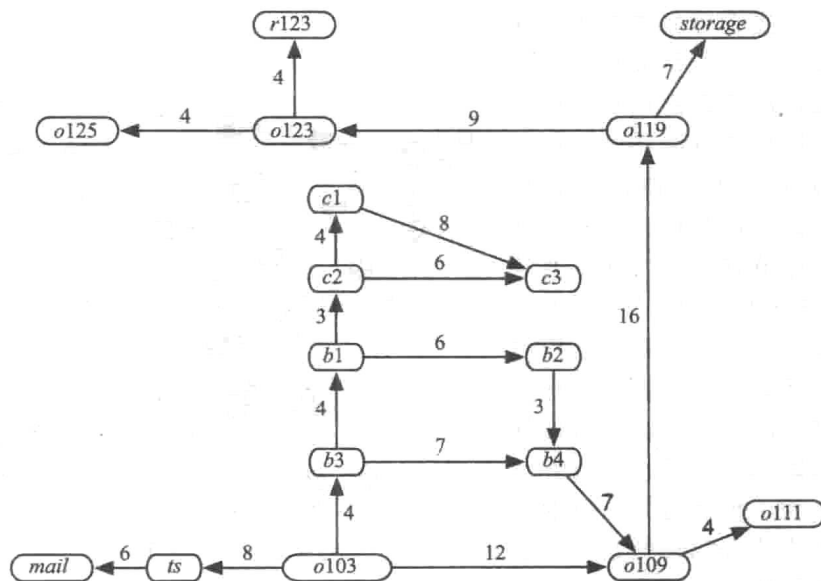 r123 storage
4 7
o125 4 o123 9 o119
c1
4 8
c2 6 c3
3 16
b1 6 b2
4 3
b3 7 b4
4 7 4 o111
mail 6 ts 8 o103 12 o109